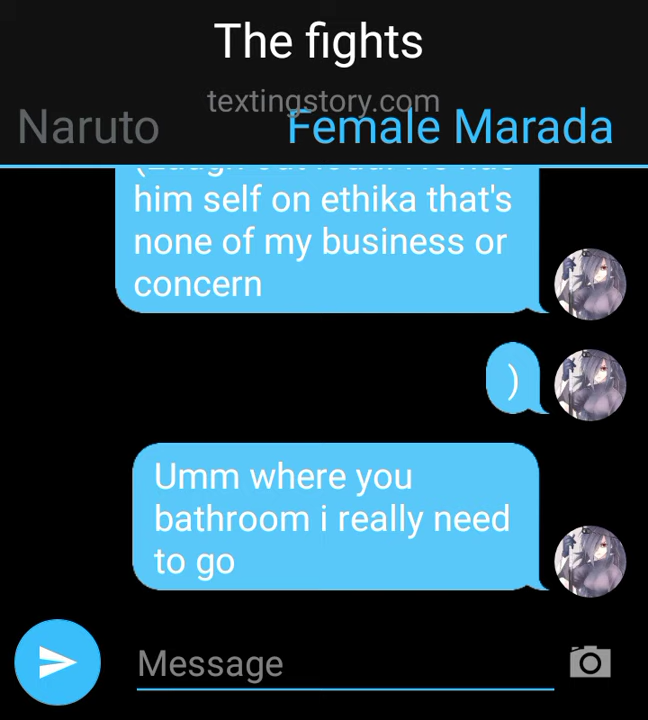 The fights
textingstory.com
Naruto Female Marada
him self on ethika that's
none of my business or
concern
)
Umm where you
bathroom i really need
to go
Message